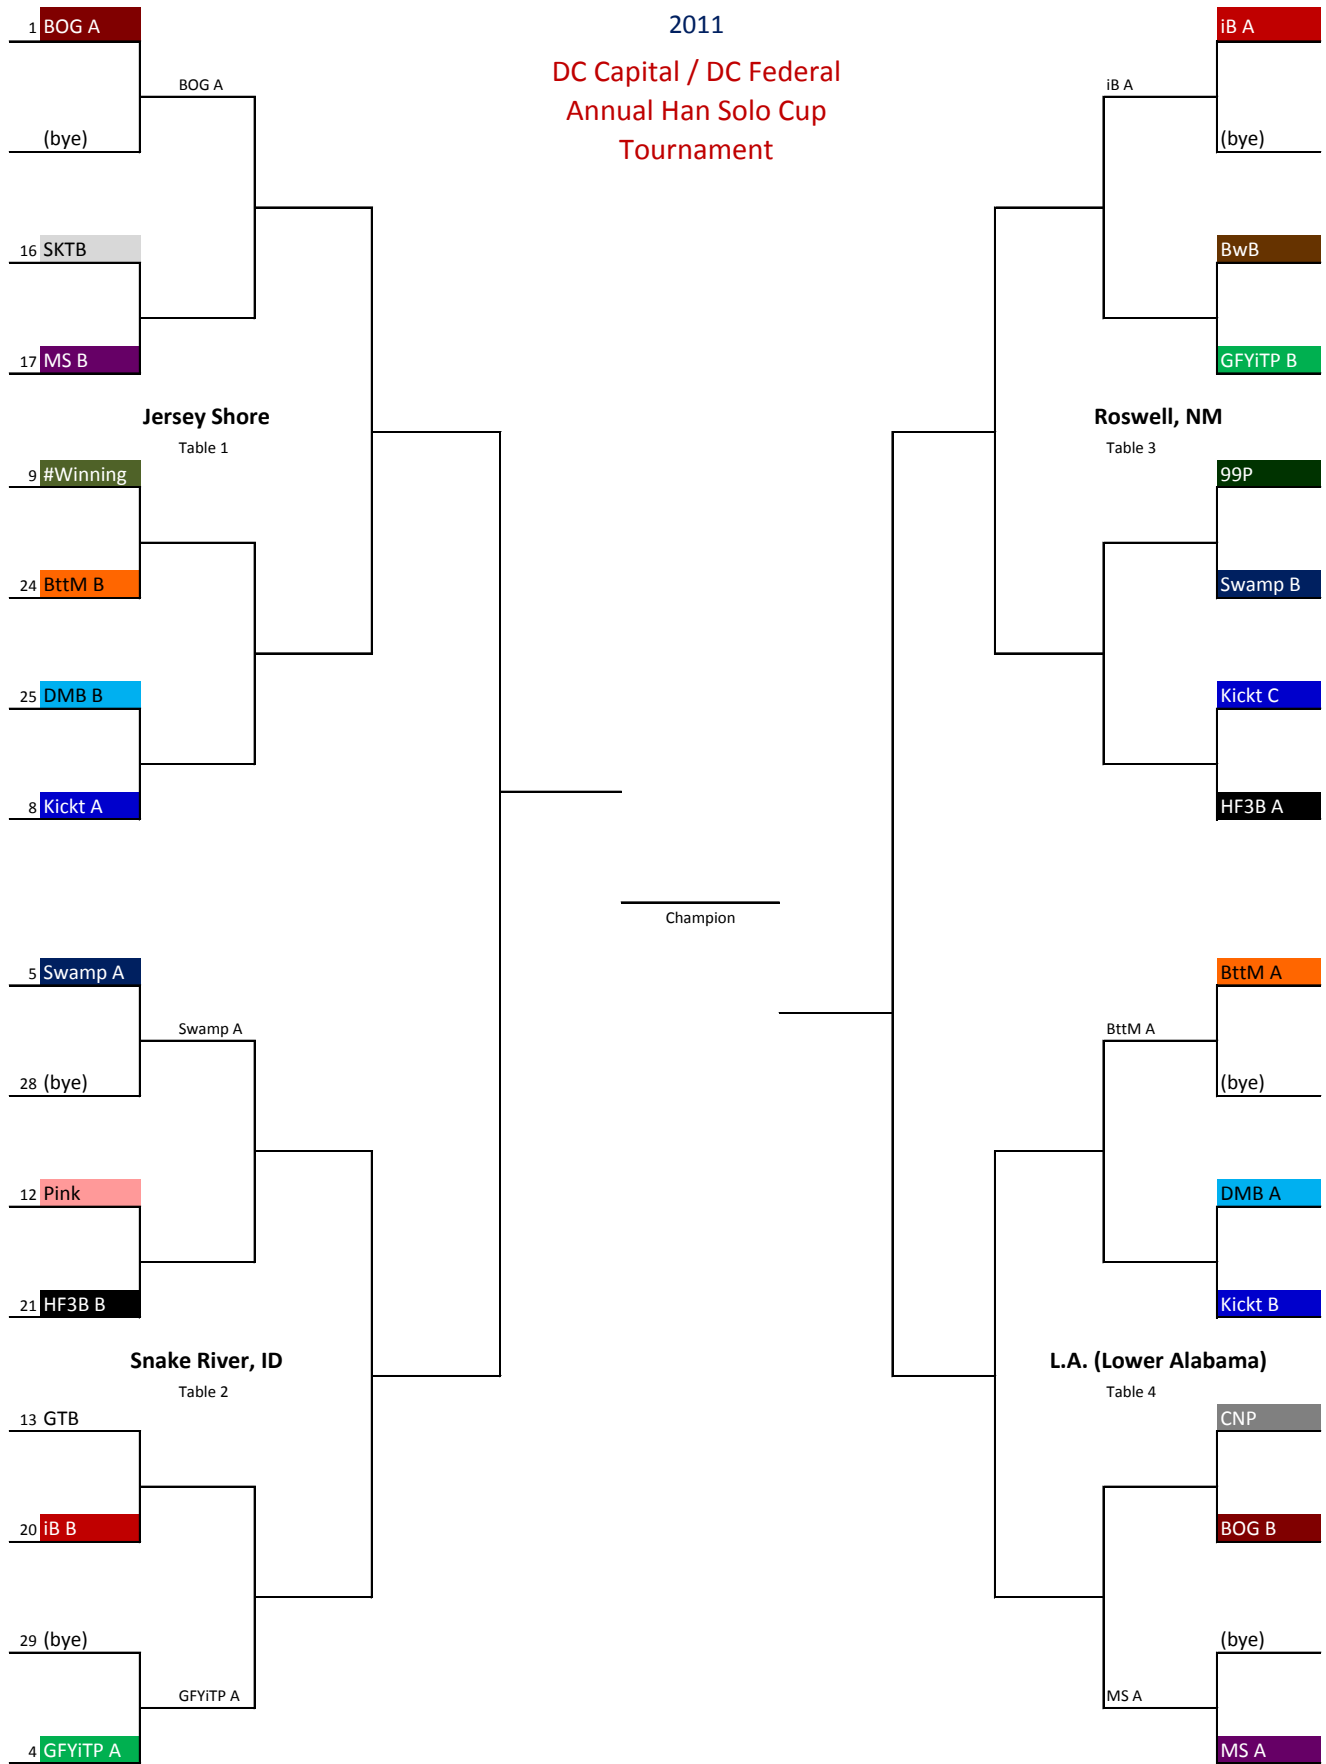 2011
DC Capital / DC Federal
Annual Han Solo Cup
Tournament
1 BOG A
BOG A
(bye)
16 SKTB
17 MS B
Jersey Shore
Table 1
9 #Winning
24 BttM B
25 DMB B
8 Kickt A
5 Swamp A
Swamp A
28 (bye)
12 Pink
21 HF3B B
Snake River, ID
Table 2
13 GTB
20 iB B
29 (bye)
GFYiTP A
4 GFYiTP A
Champion
iB A
iB A
(bye)
BwB
GFYiTP B
Roswell, NM
Table 3
99P
Swamp B
Kickt C
HF3B A
BttM A
BttM A
(bye)
DMB A
Kickt B
L.A. (Lower Alabama)
Table 4
CNP
BOG B
(bye)
MS A
MS A